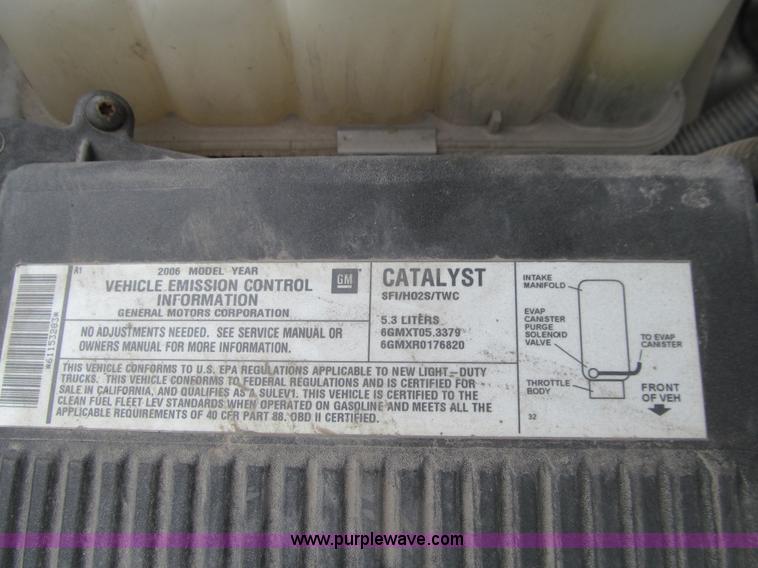 A1
2006 MODEL YEAR
VEHICLE EMISSION CONTROL
INFORMATION
GENERAL MOTORS CORPORATION
GM
NO ADJUSTMENTS NEEDED. SEE SERVICE MANUAL OR
OWNERS MANUAL FOR MORE INFORMATION.
CATALYST
SFI/HO2S/TWC
5.3 LITERS
6GMXT05.3379
6GMXR0176820
THIS VEHICLE CONFORMS TO U.S. EPA REGULATIONS APPLICABLE TO NEW LIGHT-DUTY
TRUCKS. THIS VEHICLE CONFORMS TO FEDERAL REGULATIONS AND IS CERTIFIED FOR
SALE IN CALIFORNIA, AND QUALIFIES AS A SULEV1. THIS VEHICLE IS CERTIFIED TO THE
CLEAN FUEL FLEET LEV STANDARDS WHEN OPERATED ON GASOLINE AND MEETS ALL THE
APPLICABLE REQUIREMENTS OF 40 CFR PART 88. OBD II CERTIFIED.
INTAKE
MANIFOLD
EVAP
CANISTER
PURGE
SOLENOID
VALVE
TO EVAP
CANISTER
THROTTLE
BODY
FRONT
OF VEH
32
*61153283*
www.purplewave.com